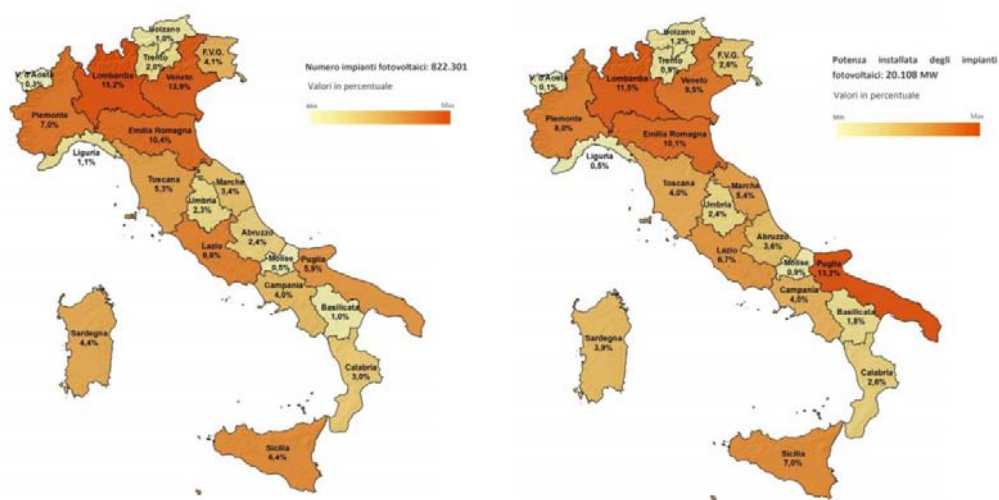 Bolzano
1,0%
Trento
2,0%
F.V.G.
4,1%
V. d'Aosta
0,3%
Lombardia
15,2%
Veneto
13,9%
Piemonte
7,0%
Emilia Romagna
10,4%
Liguria
1,1%
Toscana
5,3%
Marche
3,4%
Umbria
2,3%
Abruzzo
2,4%
Lazio
6,6%
Molise
0,5%
Puglia
5,9%
Campania
4,0%
Basilicata
1,0%
Sardegna
4,4%
Calabria
3,0%
Sicilia
6,4%
Numero impianti fotovoltaici: 822.301
Valori in percentuale
Min
Max
Bolzano
1,2%
Trento
0,9%
F.V.G.
2,6%
V. d'Aosta
0,1%
Lombardia
11,5%
Veneto
9,5%
Piemonte
8,0%
Emilia Romagna
10,1%
Liguria
0,5%
Toscana
4,0%
Marche
5,4%
Umbria
2,4%
Abruzzo
3,6%
Lazio
6,7%
Molise
0,9%
Puglia
13,2%
Campania
4,0%
Basilicata
1,8%
Sardegna
3,9%
Calabria
2,6%
Sicilia
7,0%
Potenza installata degli impianti
fotovoltaici: 20.108 MW
Valori in percentuale
Min
Max